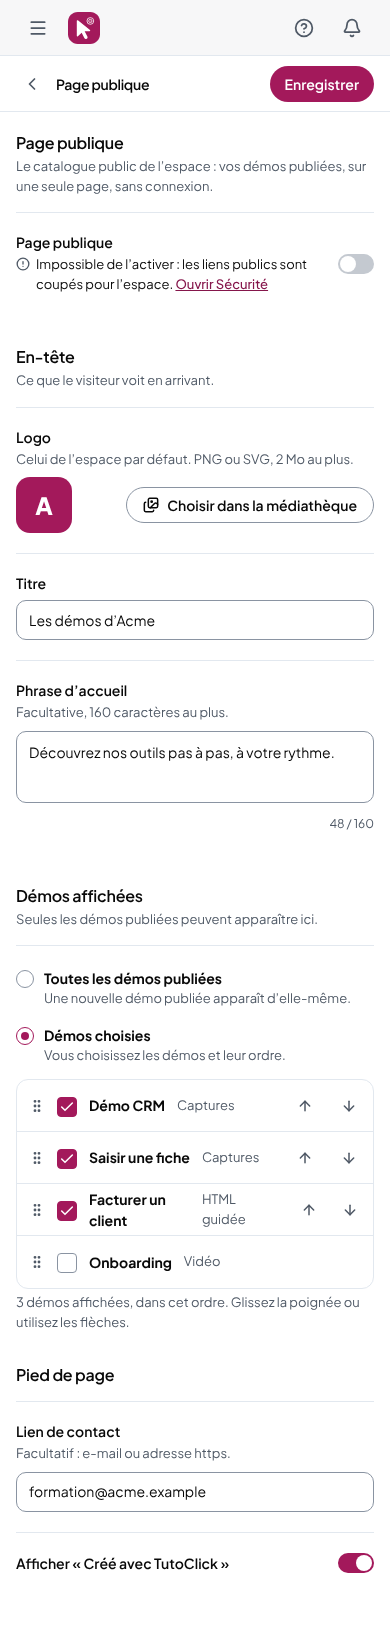 Page publique
Enregistrer
Page publique
Le catalogue public de l’espace : vos démos publiées, sur
une seule page, sans connexion.
Page publique
Impossible de l’activer : les liens publics sont
coupés pour l’espace. Ouvrir Sécurité
En-tête
Ce que le visiteur voit en arrivant.
Logo
Celui de l’espace par défaut. PNG ou SVG, 2 Mo au plus.
A
Choisir dans la médiathèque
Titre
Les démos d’Acme
Phrase d’accueil
Facultative, 160 caractères au plus.
Découvrez nos outils pas à pas, à votre rythme.
48 / 160
Démos affichées
Seules les démos publiées peuvent apparaître ici.
Toutes les démos publiées
Une nouvelle démo publiée apparaît d’elle-même.
Démos choisies
Vous choisissez les démos et leur ordre.
Démo CRM Captures
Saisir une fiche Captures
Facturer un client HTML guidée
Onboarding Vidéo
3 démos affichées, dans cet ordre. Glissez la poignée ou
utilisez les flèches.
Pied de page
Lien de contact
Facultatif : e-mail ou adresse https.
formation@acme.example
Afficher « Créé avec TutoClick »